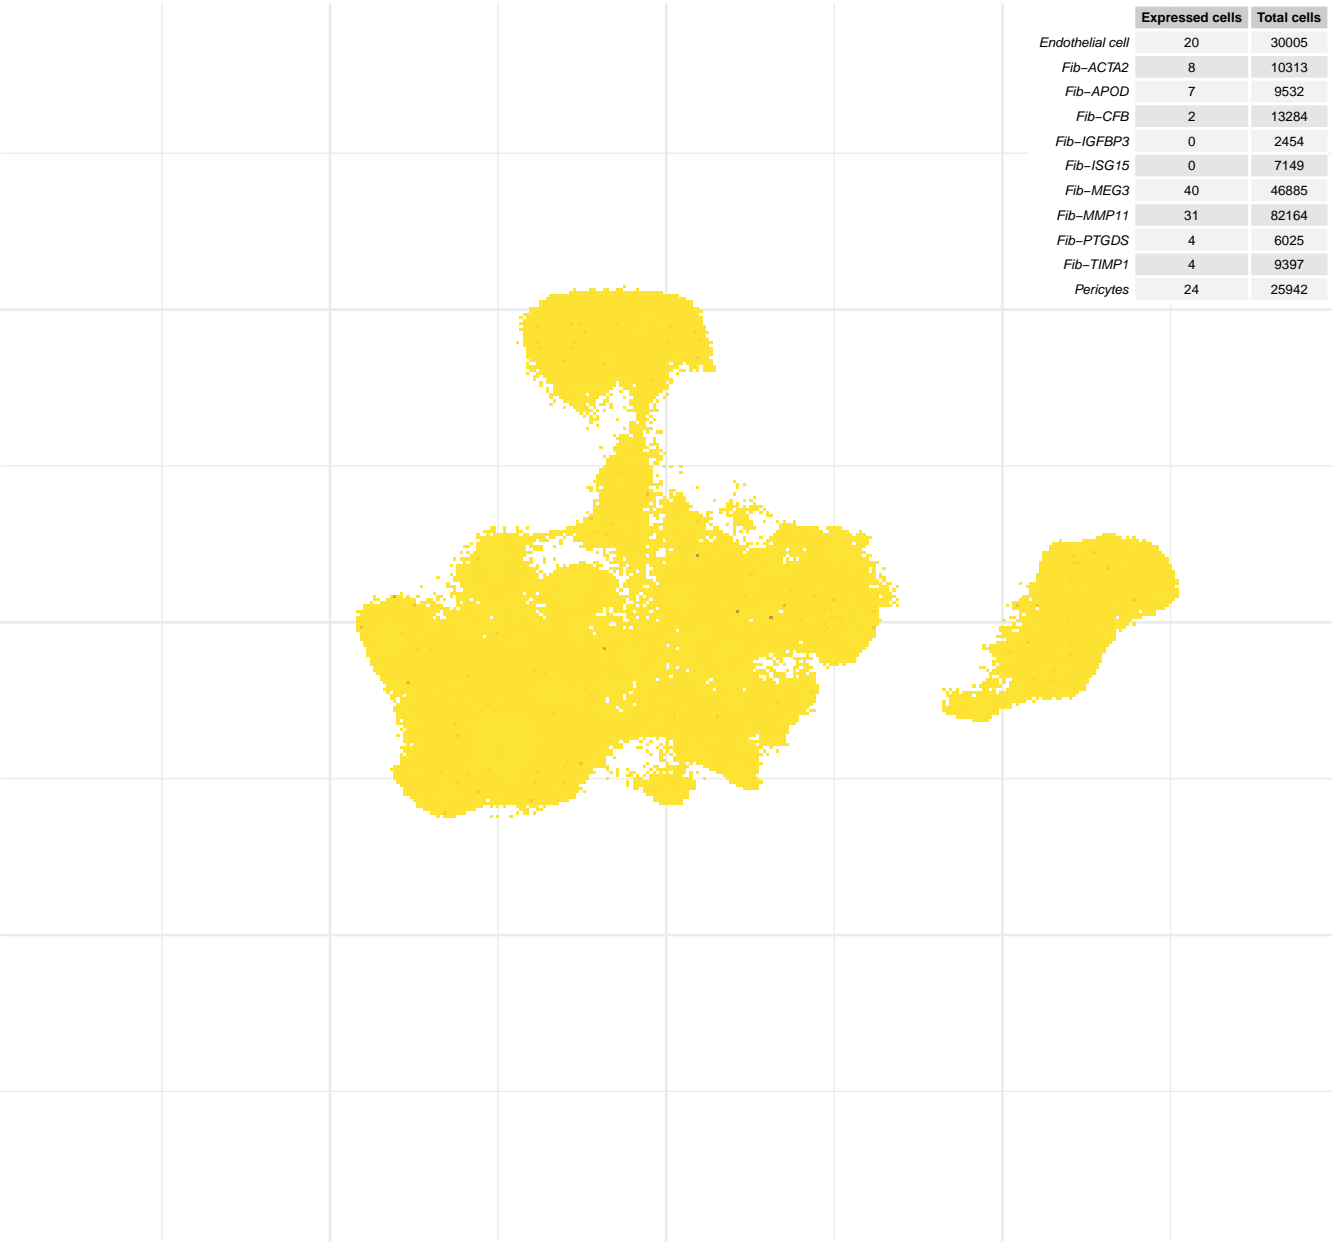 Expressed cells Total cells
Endothelial cell 20 30005
Fib−ACTA2 8 10313
Fib−APOD 7 9532
Fib−CFB 2 13284
Fib−IGFBP3 0 2454
Fib−ISG15 0 7149
Fib−MEG3 40 46885
Fib−MMP11 31 82164
Fib−PTGDS 4 6025
Fib−TIMP1 4 9397
Pericytes 24 25942